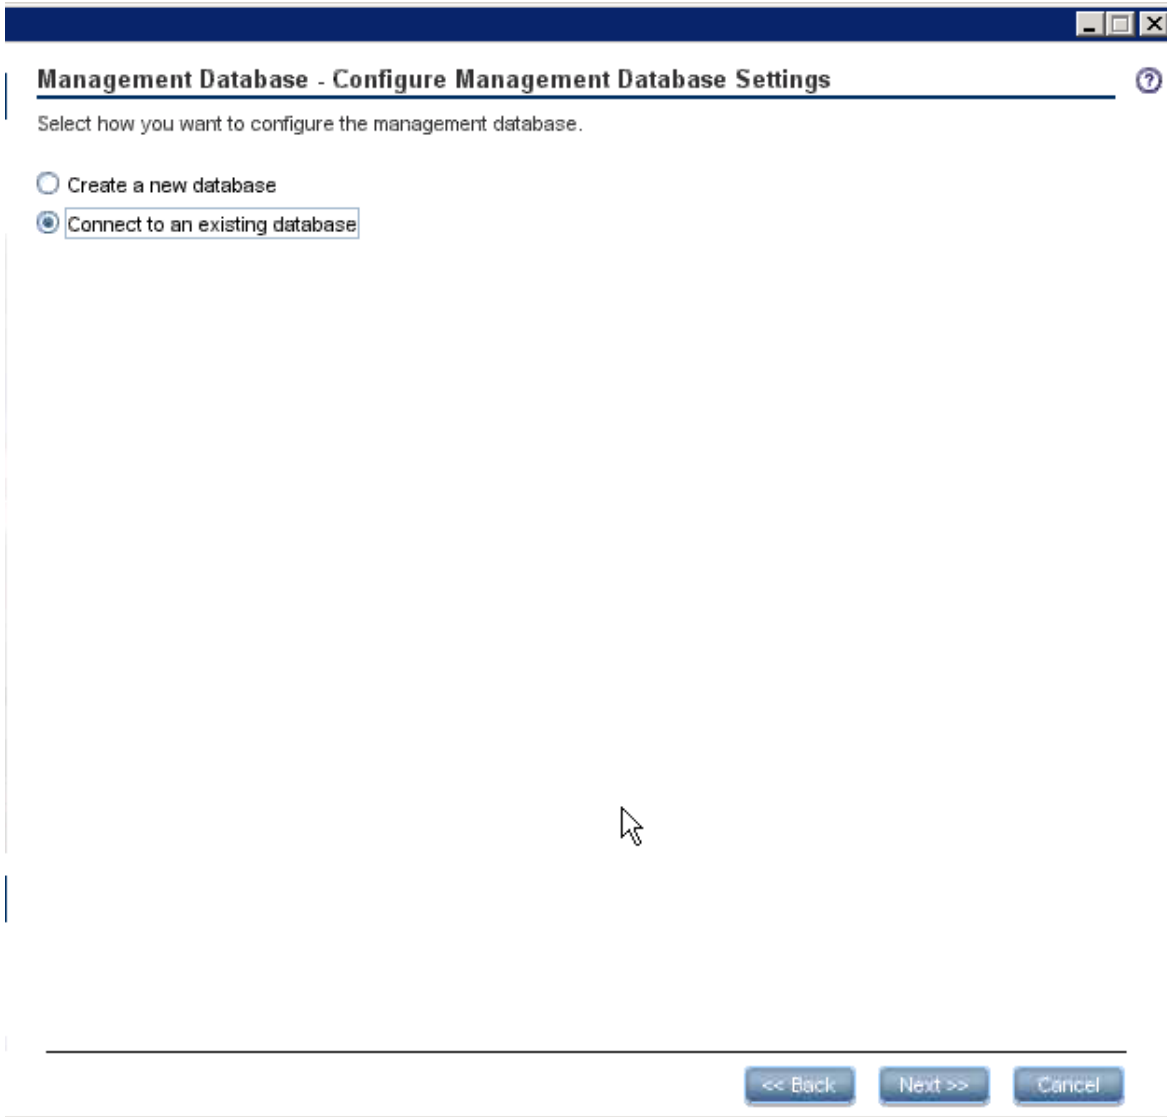 Management Database - Configure Management Database Settings
Select how you want to configure the management database.
Create a new database
Connect to an existing database
<< Back Next >> Cancel